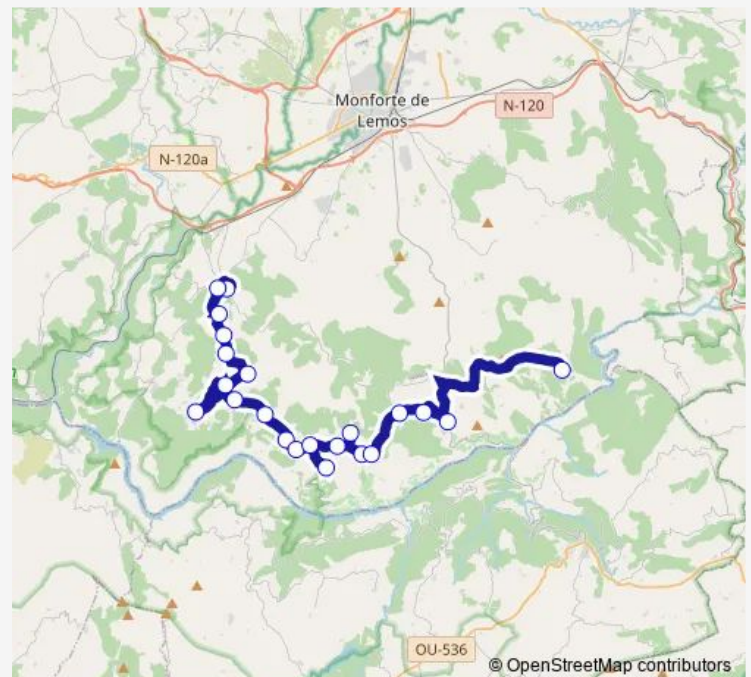 Monforte de
Lemos
N-120
N-120a
OU-536
© OpenStreetMap contributors